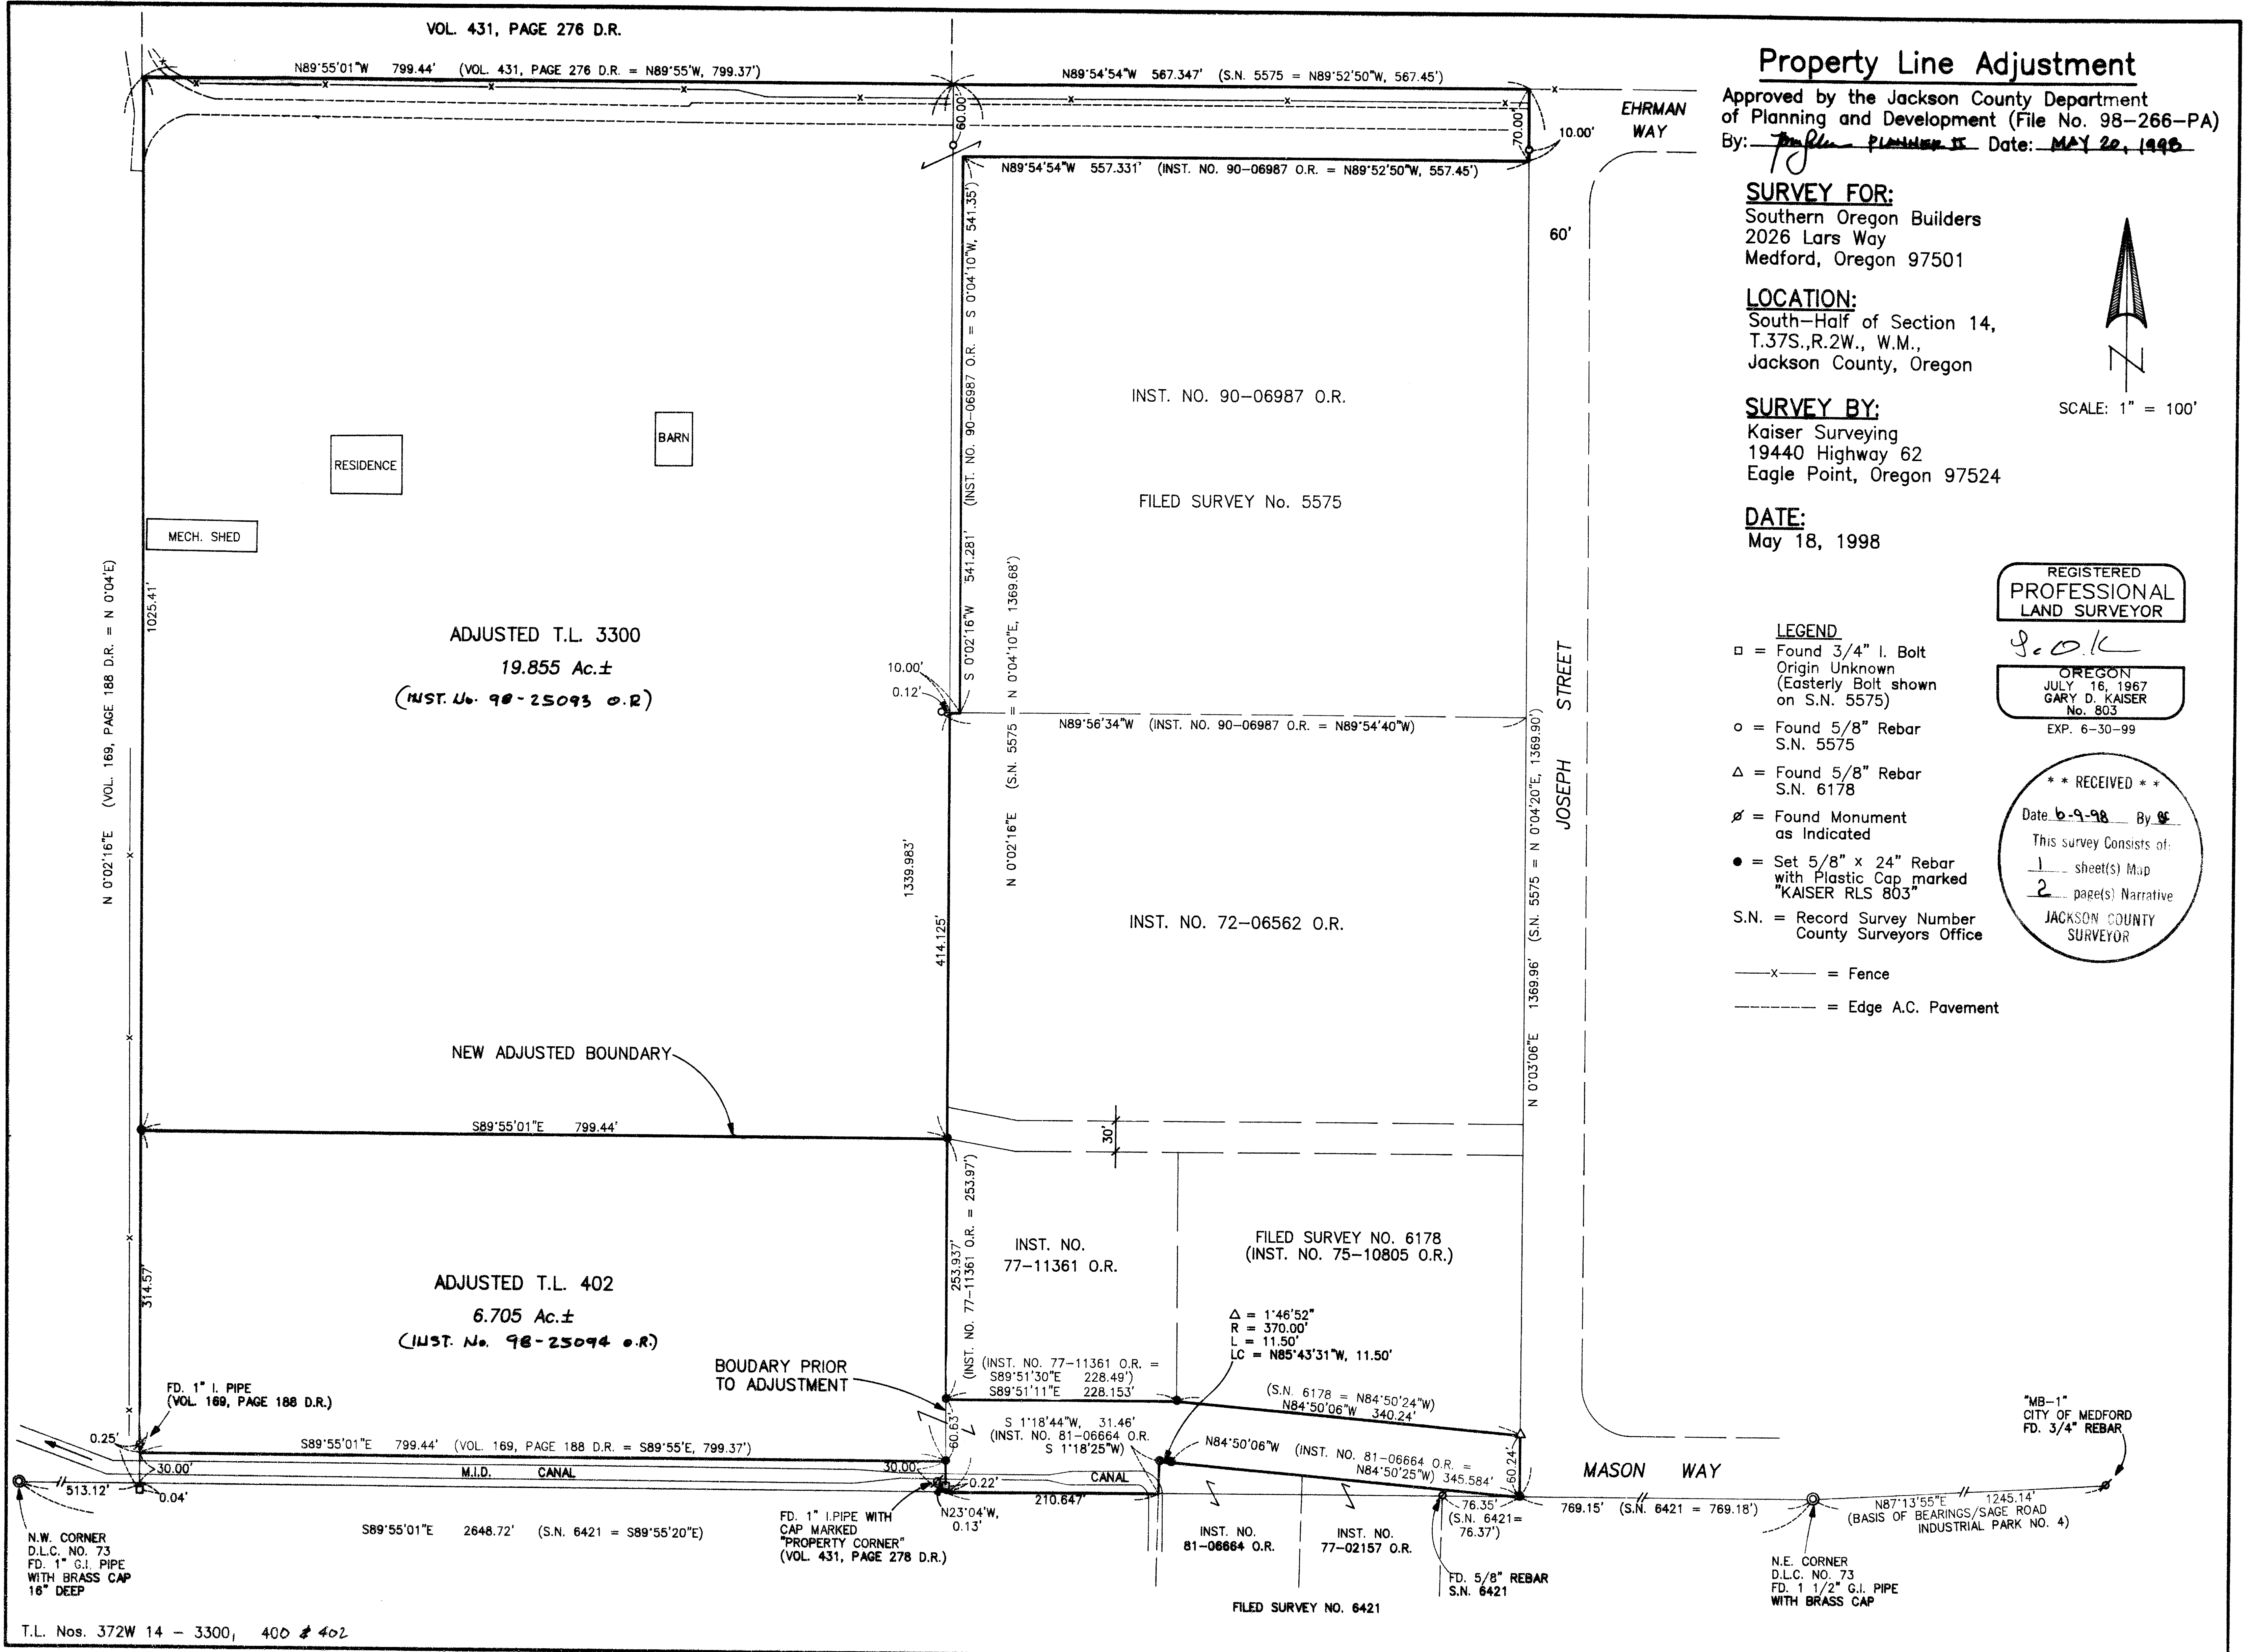 VOL. 431, PAGE 276 D.R.
N89°55'01"W 799.44' (VOL. 431, PAGE 276 D.R. = N89°55'W, 799.37')
N89°54'54"W 567.347' (S.N. 5575 = N89°52'50"W, 567.45')
60.00'
70.00'
10.00'
EHRMAN
WAY
N89°54'54"W 557.331' (INST. NO. 90-06987 O.R. = N89°52'50"W, 557.45')
60'
Property Line Adjustment
Approved by the Jackson County Department
of Planning and Development (File No. 98-266-PA)
By: PLANNER II Date: MAY 20, 1998
SURVEY FOR:
Southern Oregon Builders
2026 Lars Way
Medford, Oregon 97501
LOCATION:
South-Half of Section 14,
T.37S.,R.2W., W.M.,
Jackson County, Oregon
SURVEY BY:
Kaiser Surveying
19440 Highway 62
Eagle Point, Oregon 97524
DATE:
May 18, 1998
N
SCALE: 1" = 100'
REGISTERED
PROFESSIONAL
LAND SURVEYOR
OREGON
JULY 16, 1967
GARY D. KAISER
No. 803
EXP. 6-30-99
LEGEND
□ = Found 3/4" I. Bolt
Origin Unknown
(Easterly Bolt shown
on S.N. 5575)
○ = Found 5/8" Rebar
S.N. 5575
Δ = Found 5/8" Rebar
S.N. 6178
ø = Found Monument
as Indicated
● = Set 5/8" x 24" Rebar
with Plastic Cap marked
"KAISER RLS 803"
S.N. = Record Survey Number
County Surveyors Office
x = Fence
= Edge A.C. Pavement
* * RECEIVED * *
Date 6-9-98 By
This survey Consists of:
1 sheet(s) Map
2 page(s) Narrative
JACKSON COUNTY
SURVEYOR
RESIDENCE
BARN
MECH. SHED
N 0°02'16"E (VOL. 169, PAGE 188 D.R. = N 0°04'E)
1025.41'
ADJUSTED T.L. 3300
19.855 Ac.±
(INST. No. 98-25093 O.R)
S 0°02'16"W 541.281' (INST. NO. 90-06987 O.R. = S 0°04'10"W, 541.35')
N 0°02'16"E (S.N. 5575 = N 0°04'10"E, 1369.68')
1339.983'
414.125'
10.00'
0.12'
INST. NO. 90-06987 O.R.
FILED SURVEY No. 5575
N89°56'34"W (INST. NO. 90-06987 O.R. = N89°54'40"W)
INST. NO. 72-06562 O.R.
N 0°03'06"E 1369.96' (S.N. 5575 = N 0°04'20"E, 1369.90')
JOSEPH STREET
NEW ADJUSTED BOUNDARY
S89°55'01"E 799.44'
30'
314.57'
ADJUSTED T.L. 402
6.705 Ac.±
(INST. No. 98-25094 O.R.)
253.937'
(INST. NO. 77-11361 O.R. = 253.97')
INST. NO.
77-11361 O.R.
FILED SURVEY NO. 6178
(INST. NO. 75-10805 O.R.)
Δ = 1°46'52"
R = 370.00'
L = 11.50'
LC = N85°43'31"W, 11.50'
BOUDARY PRIOR
TO ADJUSTMENT
(INST. NO. 77-11361 O.R. =
S89°51'30"E 228.49')
S89°51'11"E 228.153'
(S.N. 6178 = N84°50'24"W)
N84°50'06"W 340.24'
FD. 1" I. PIPE
(VOL. 169, PAGE 188 D.R.)
0.25'
S89°55'01"E 799.44' (VOL. 169, PAGE 188 D.R. = S89°55'E, 799.37')
60.63'
S 1°18'44"W, 31.46'
(INST. NO. 81-06664 O.R.
S 1°18'25"W)
N84°50'06"W (INST. NO. 81-06664 O.R. =
N84°50'25"W) 345.584'
60.24'
MASON WAY
"MB-1"
CITY OF MEDFORD
FD. 3/4" REBAR
30.00'
M.I.D. CANAL
30.00'
0.22'
CANAL
513.12'
0.04'
210.647'
N23°04'W,
0.13'
76.35'
(S.N. 6421=
76.37')
769.15' (S.N. 6421 = 769.18')
N87°13'55"E 1245.14'
(BASIS OF BEARINGS/SAGE ROAD
INDUSTRIAL PARK NO. 4)
N.W. CORNER
D.L.C. NO. 73
FD. 1" G.I. PIPE
WITH BRASS CAP
16" DEEP
S89°55'01"E 2648.72' (S.N. 6421 = S89°55'20"E)
FD. 1" I.PIPE WITH
CAP MARKED
"PROPERTY CORNER"
(VOL. 431, PAGE 278 D.R.)
INST. NO.
81-06664 O.R.
INST. NO.
77-02157 O.R.
FD. 5/8" REBAR
S.N. 6421
N.E. CORNER
D.L.C. NO. 73
FD. 1 1/2" G.I. PIPE
WITH BRASS CAP
FILED SURVEY NO. 6421
T.L. Nos. 372W 14 - 3300, 400 & 402